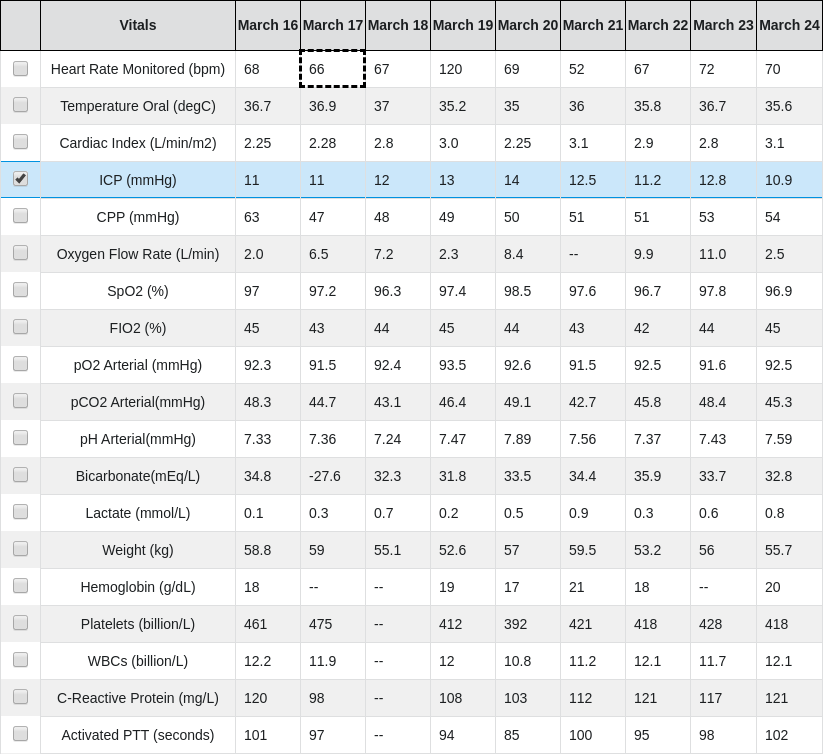 Vitals March 16 March 17 March 18 March 19 March 20 March 21 March 22 March 23 March 24
Heart Rate Monitored (bpm) 68 66 67 120 69 52 67 72 70
Temperature Oral (degC) 36.7 36.9 37 35.2 35 36 35.8 36.7 35.6
Cardiac Index (L/min/m2) 2.25 2.28 2.8 3.0 2.25 3.1 2.9 2.8 3.1
ICP (mmHg) 11 11 12 13 14 12.5 11.2 12.8 10.9
CPP (mmHg) 63 47 48 49 50 51 51 53 54
Oxygen Flow Rate (L/min) 2.0 6.5 7.2 2.3 8.4 -- 9.9 11.0 2.5
SpO2 (%) 97 97.2 96.3 97.4 98.5 97.6 96.7 97.8 96.9
FIO2 (%) 45 43 44 45 44 43 42 44 45
pO2 Arterial (mmHg) 92.3 91.5 92.4 93.5 92.6 91.5 92.5 91.6 92.5
pCO2 Arterial(mmHg) 48.3 44.7 43.1 46.4 49.1 42.7 45.8 48.4 45.3
pH Arterial(mmHg) 7.33 7.36 7.24 7.47 7.89 7.56 7.37 7.43 7.59
Bicarbonate(mEq/L) 34.8 -27.6 32.3 31.8 33.5 34.4 35.9 33.7 32.8
Lactate (mmol/L) 0.1 0.3 0.7 0.2 0.5 0.9 0.3 0.6 0.8
Weight (kg) 58.8 59 55.1 52.6 57 59.5 53.2 56 55.7
Hemoglobin (g/dL) 18 -- -- 19 17 21 18 -- 20
Platelets (billion/L) 461 475 -- 412 392 421 418 428 418
WBCs (billion/L) 12.2 11.9 -- 12 10.8 11.2 12.1 11.7 12.1
C-Reactive Protein (mg/L) 120 98 -- 108 103 112 121 117 121
Activated PTT (seconds) 101 97 -- 94 85 100 95 98 102